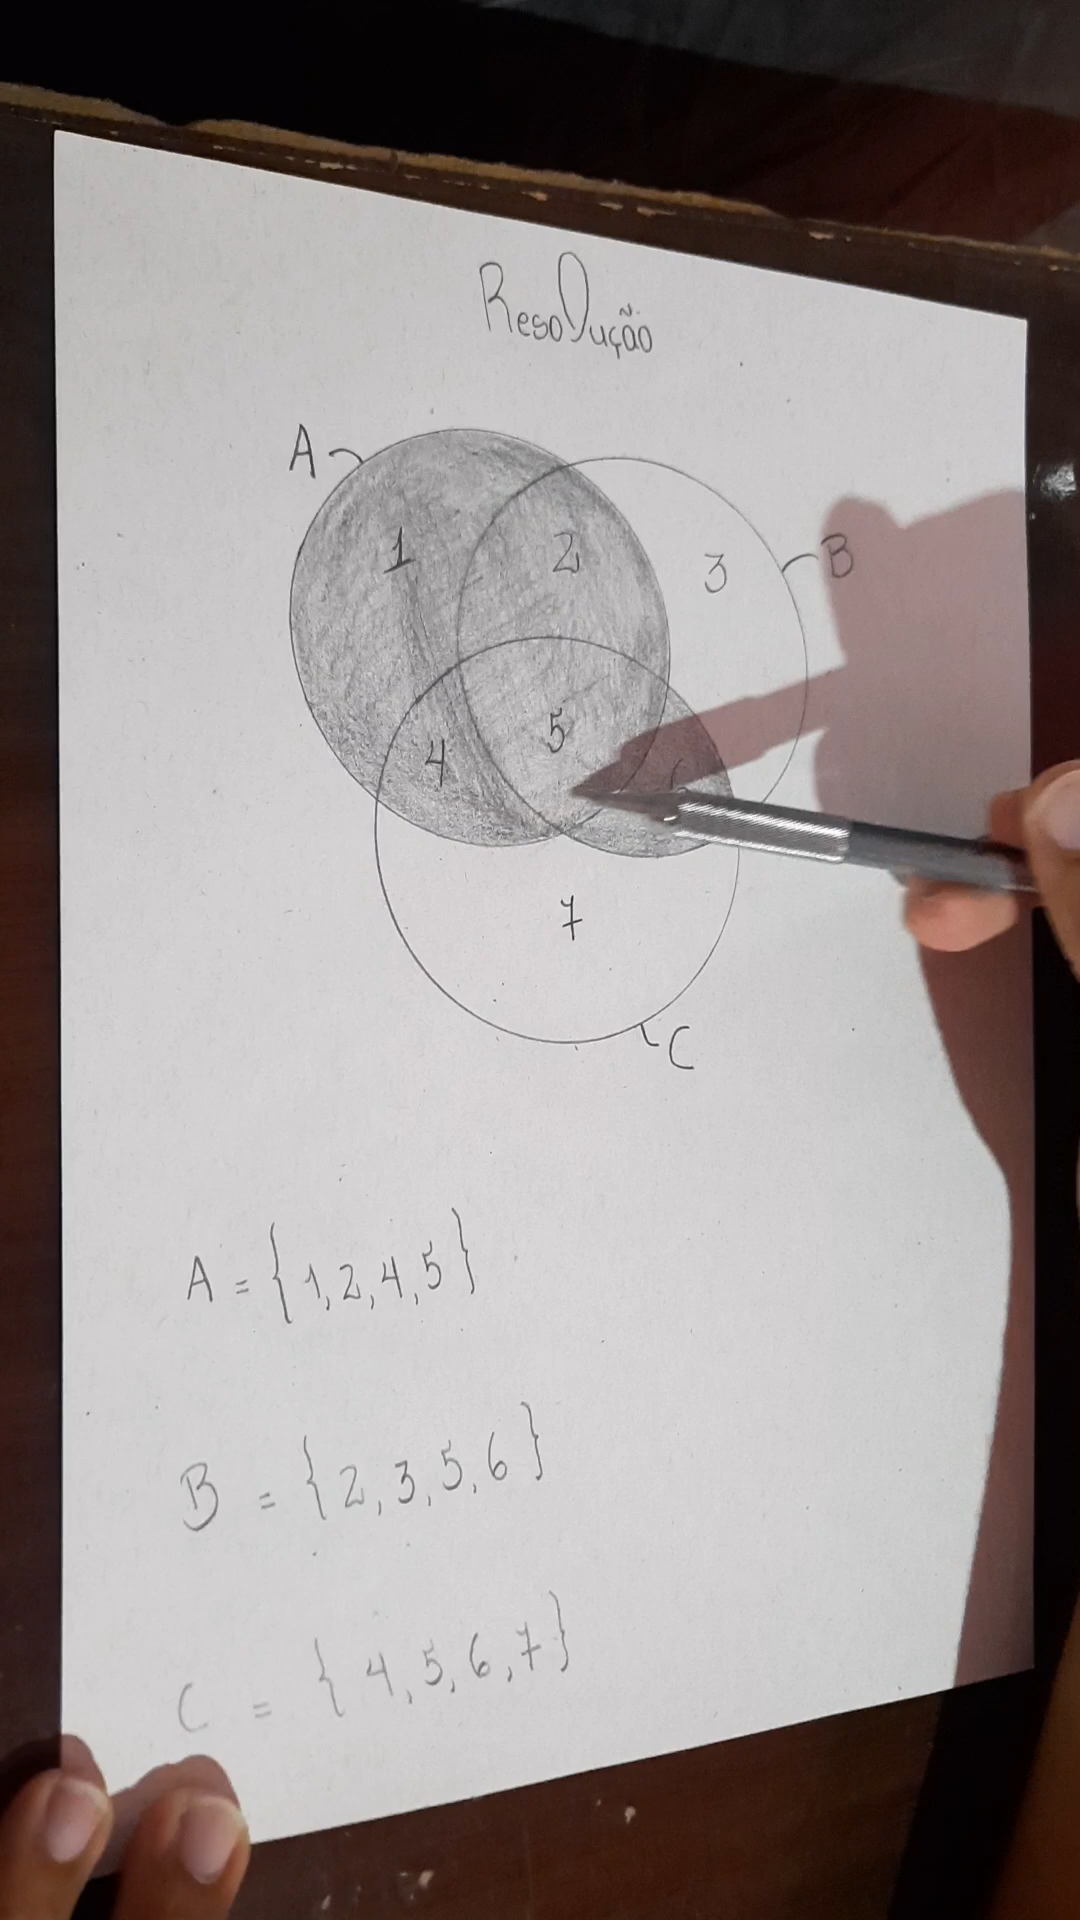 Resolução
A
B
1 2 3
4 5 6
7
C
A = {1, 2, 4, 5}
B = {2, 3, 5, 6}
C = {4, 5, 6, 7}